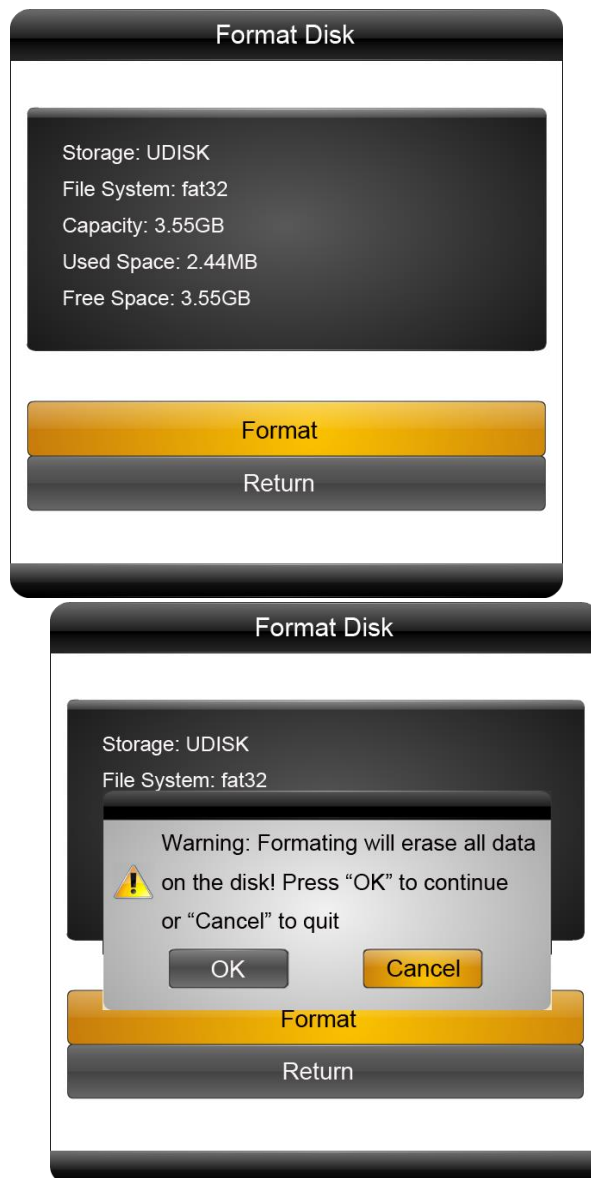 Format Disk
Storage: UDISK
File System: fat32
Capacity: 3.55GB
Used Space: 2.44MB
Free Space: 3.55GB
Format
Return
Format Disk
Storage: UDISK
File System: fat32
Warning: Formating will erase all data
on the disk! Press “OK” to continue
or “Cancel” to quit
OK Cancel
Format
Return